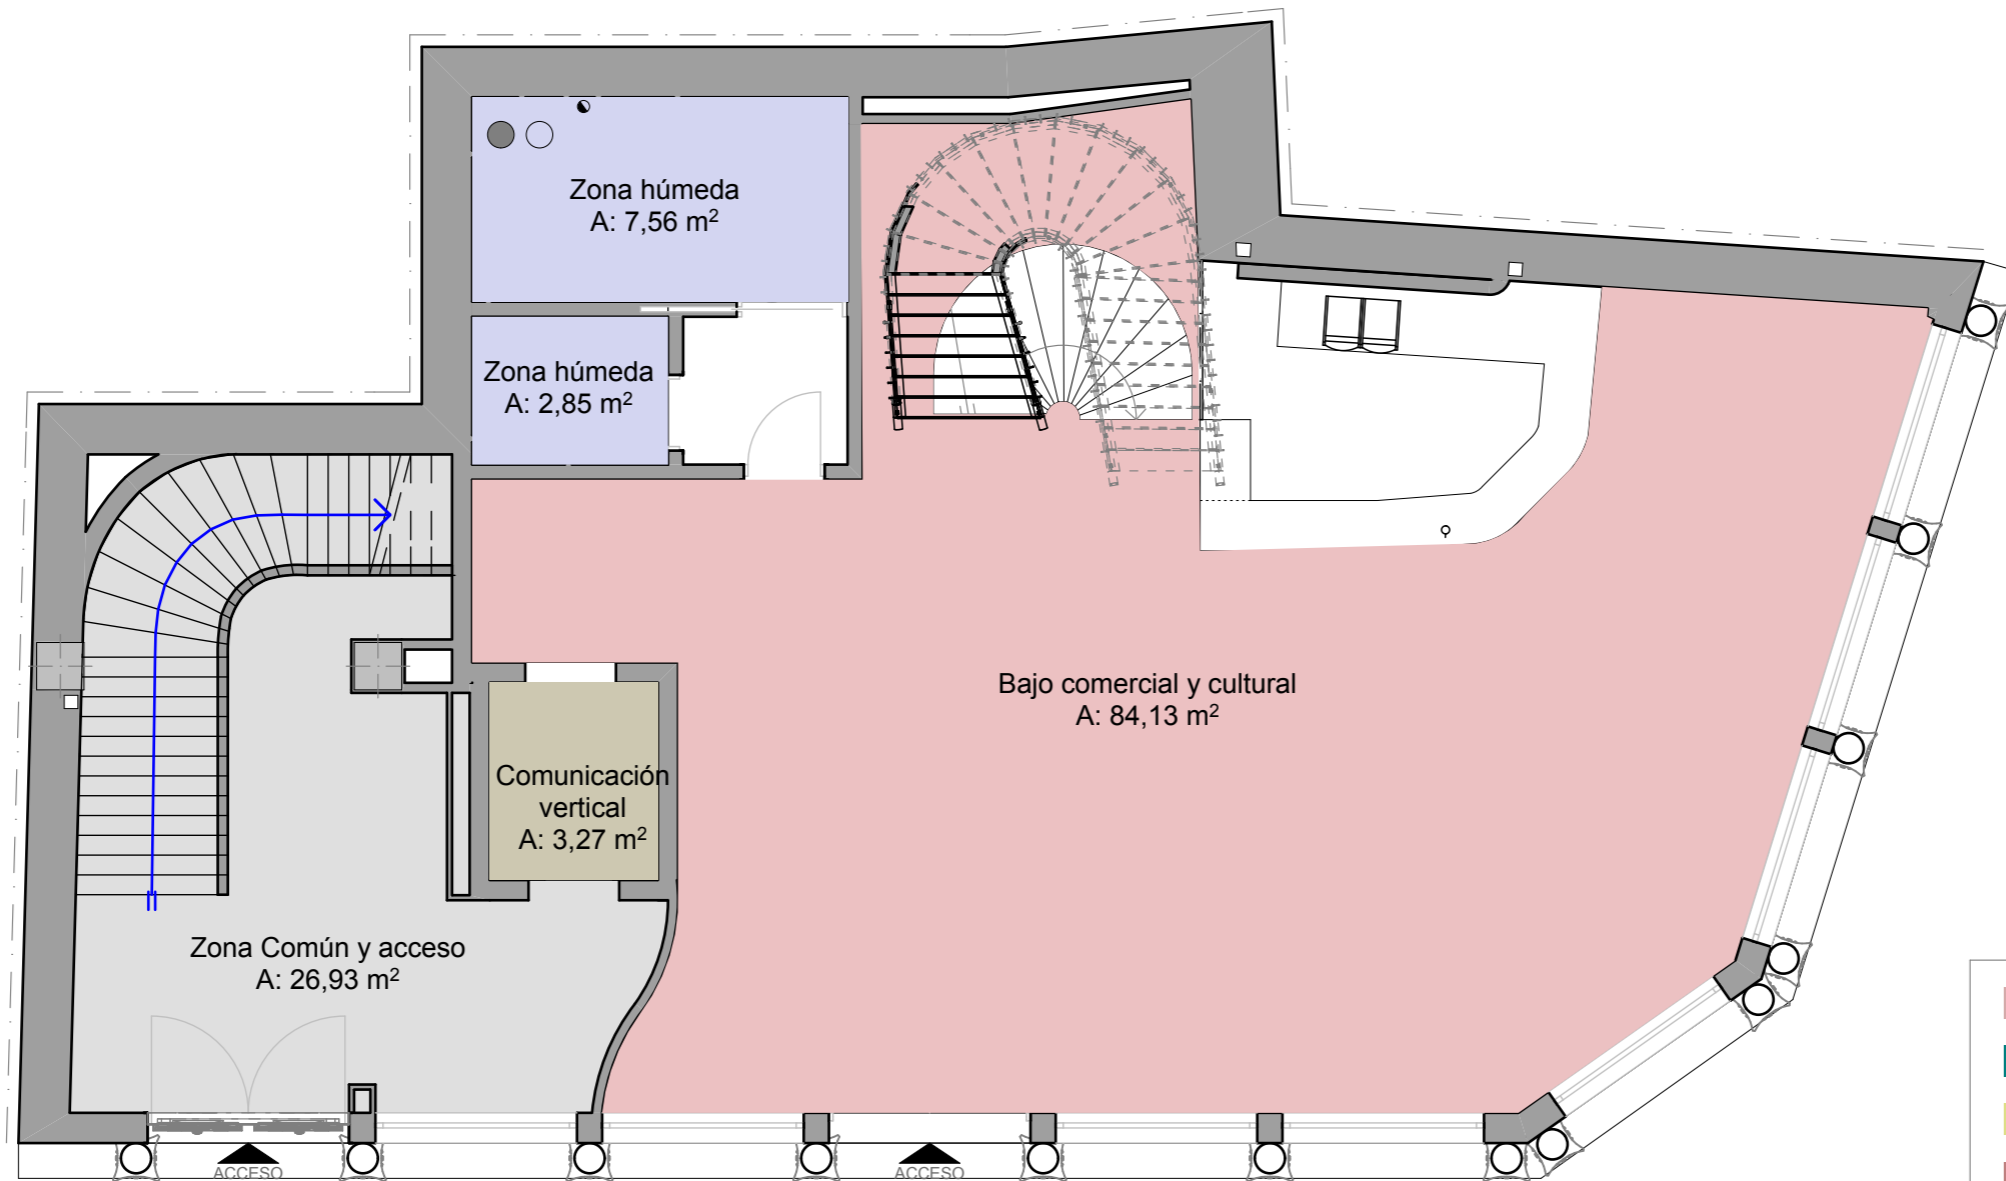 Zona húmeda
A: 7,56 m²
Zona húmeda
A: 2,85 m²
Bajo comercial y cultural
A: 84,13 m²
Comunicación
vertical
A: 3,27 m²
Zona Común y acceso
A: 26,93 m²
ACCESO
ACCESO